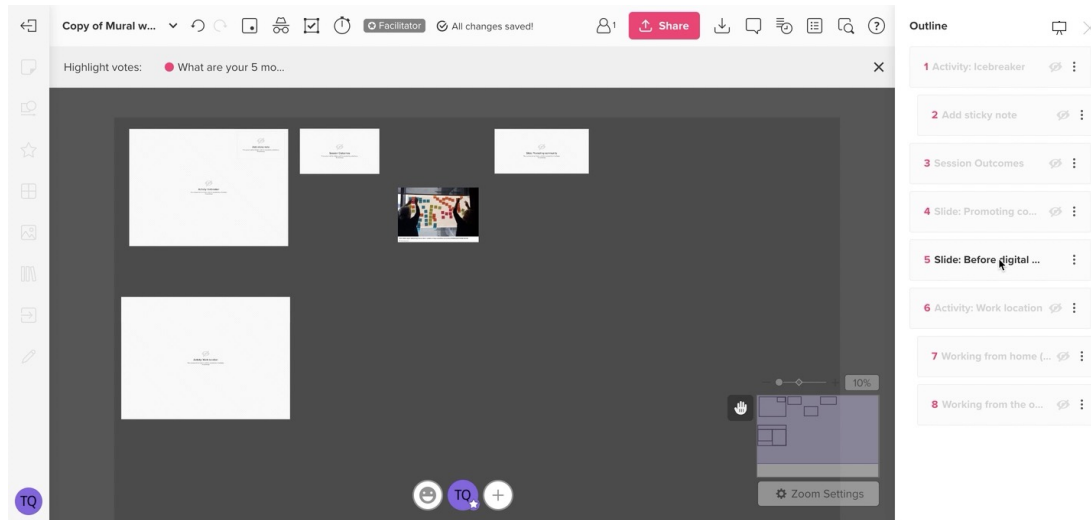 Copy of Mural w...
Facilitator
All changes saved!
1
Share
?
Highlight votes:
What are your 5 mo...
Outline
1 Activity: Icebreaker
2 Add sticky note
3 Session Outcomes
4 Slide: Promoting co...
5 Slide: Before digital ...
6 Activity: Work location
7 Working from home (...
8 Working from the o...
10%
Zoom Settings
TQ
TQ